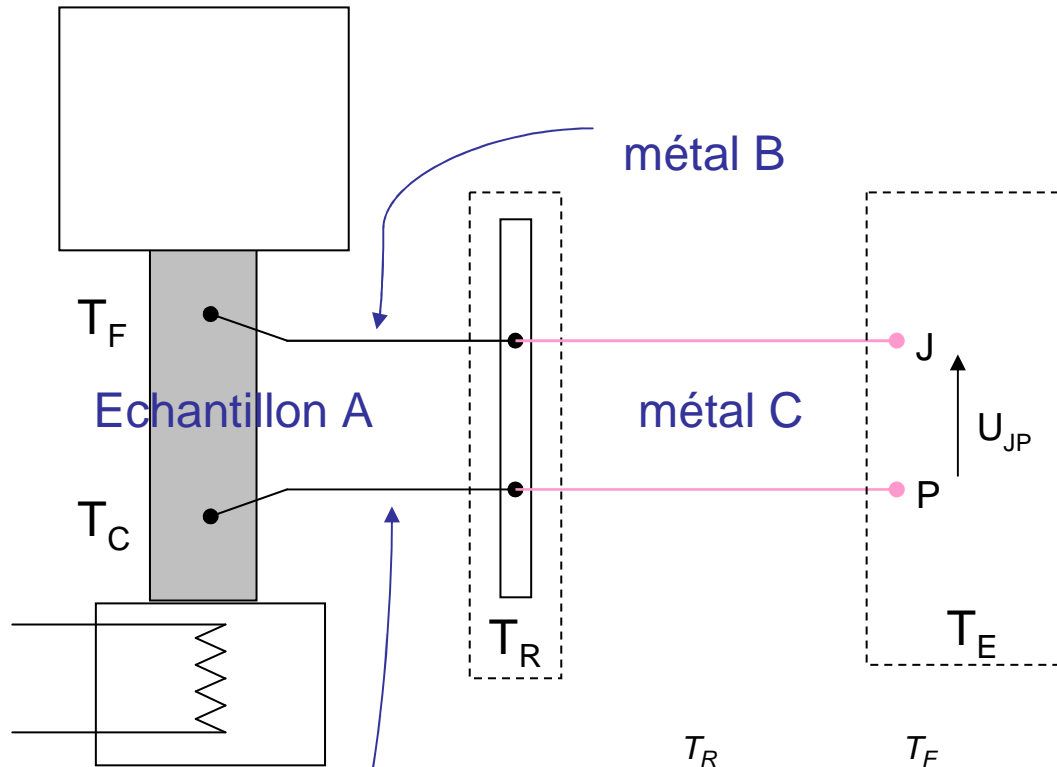 métal B
T_F
Echantillon A
métal C
J
U_JP
P
T_C
T_R
T_E
T_R T_F